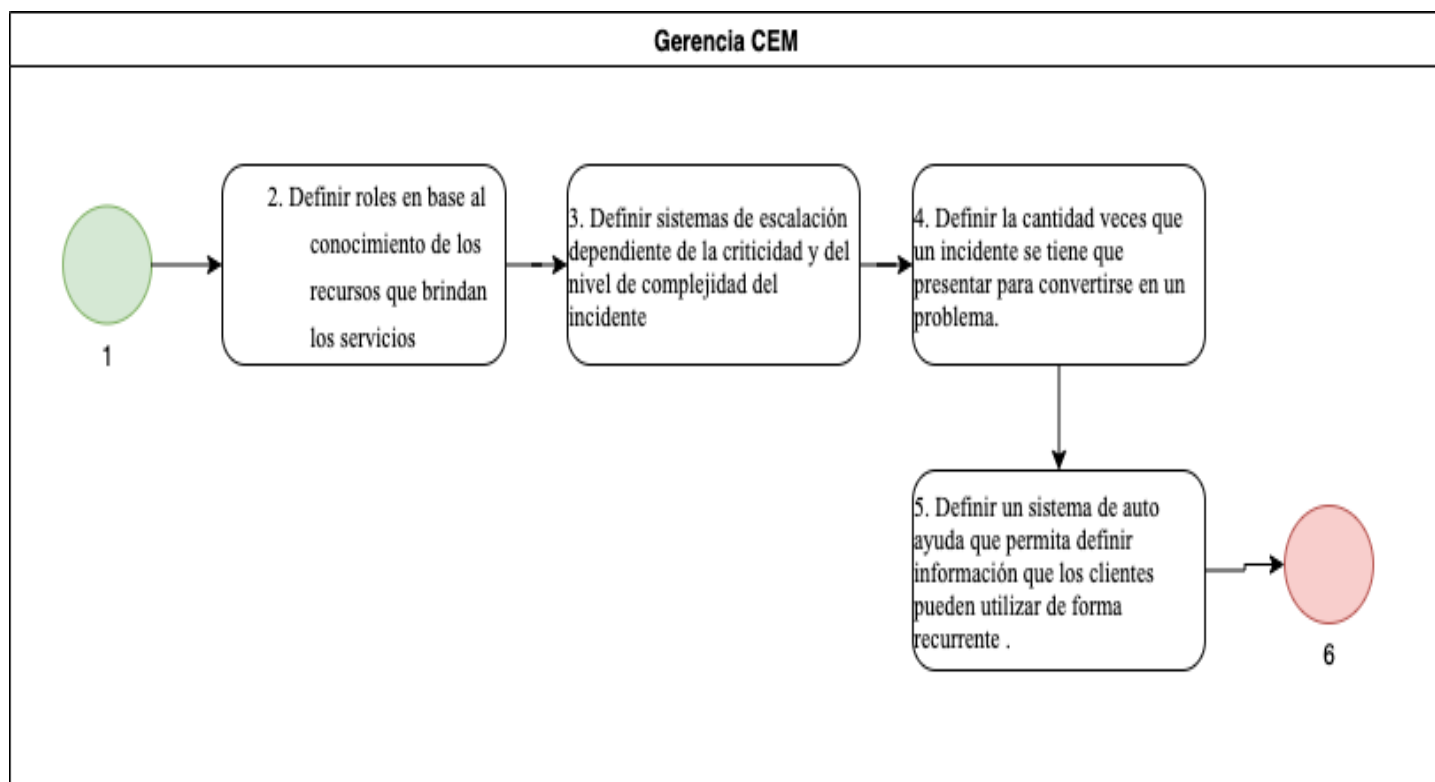 Gerencia CEM
1
2. Definir roles en base al
conocimiento de los
recursos que brindan
los servicios
3. Definir sistemas de escalación
dependiente de la criticidad y del
nivel de complejidad del
incidente
4. Definir la cantidad veces que
un incidente se tiene que
presentar para convertirse en un
problema.
5. Definir un sistema de auto
ayuda que permita definir
información que los clientes
pueden utilizar de forma
recurrente .
6